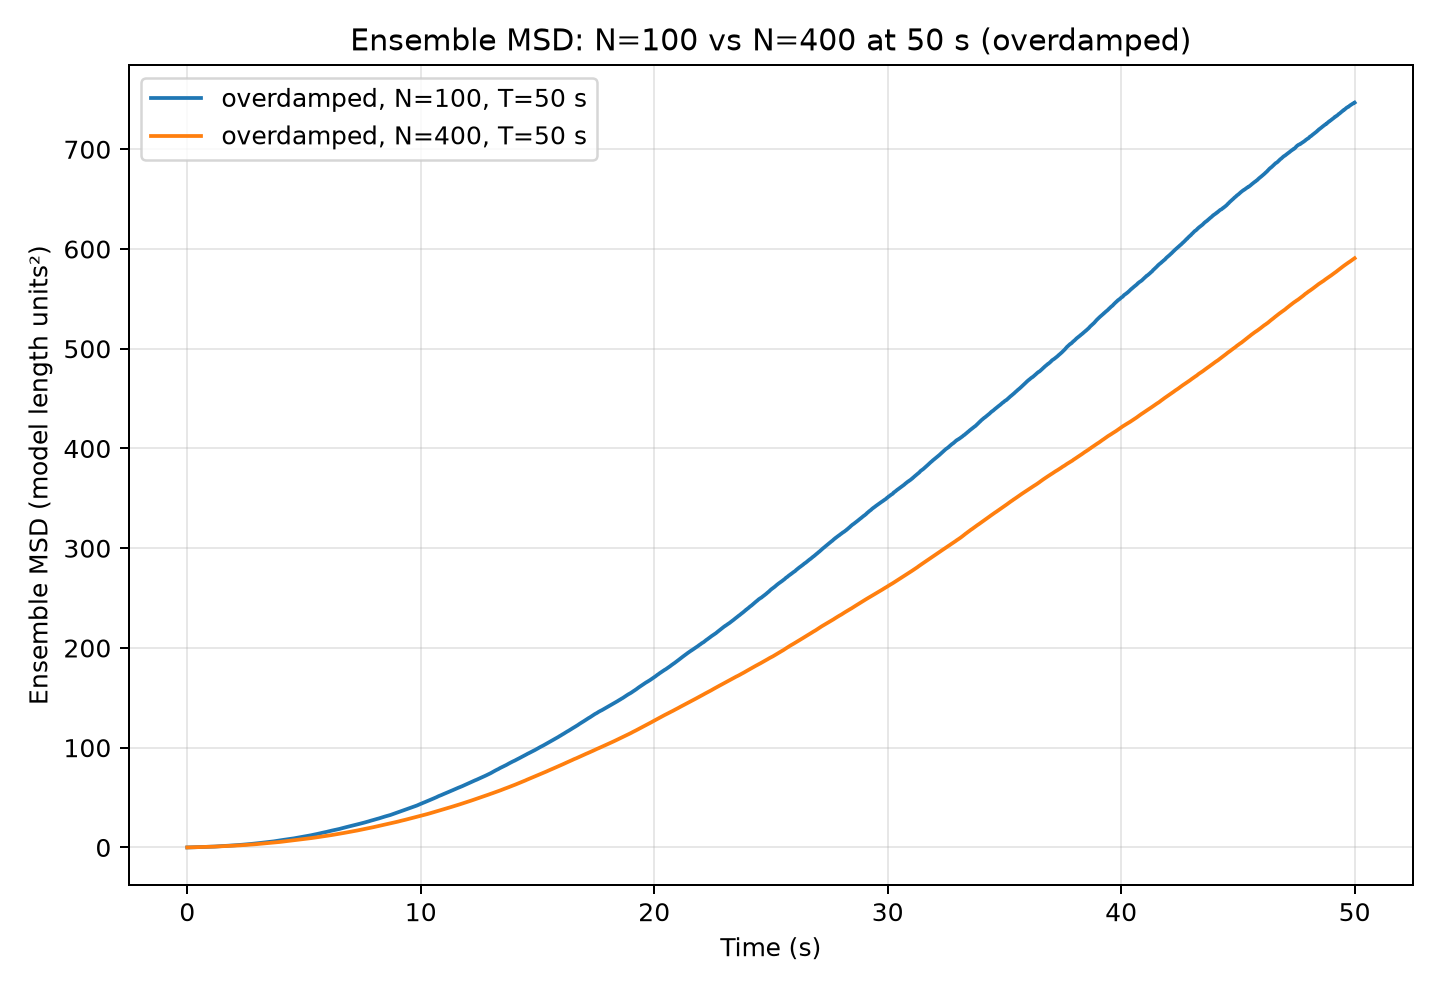 Ensemble MSD: N=100 vs N=400 at 50 s (overdamped)
overdamped, N=100, T=50 s
overdamped, N=400, T=50 s
Ensemble MSD (model length units²)
700
600
500
400
300
200
100
0
0 10 20 30 40 50
Time (s)